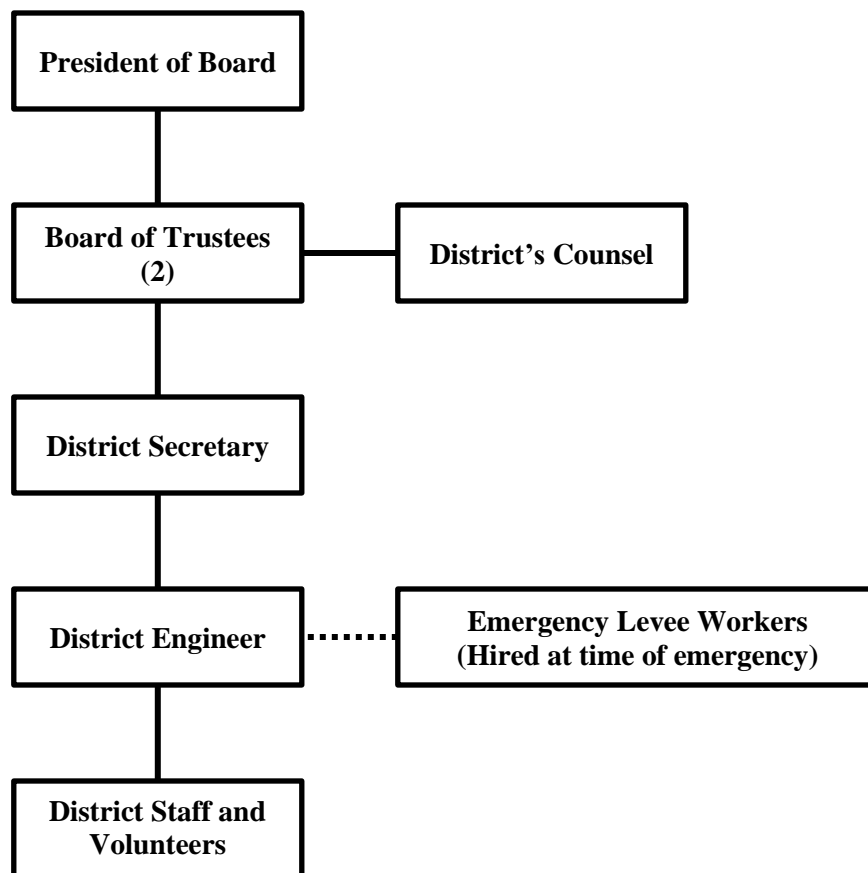 President of Board
Board of Trustees
(2)
District’s Counsel
District Secretary
District Engineer
Emergency Levee Workers
(Hired at time of emergency)
District Staff and
Volunteers